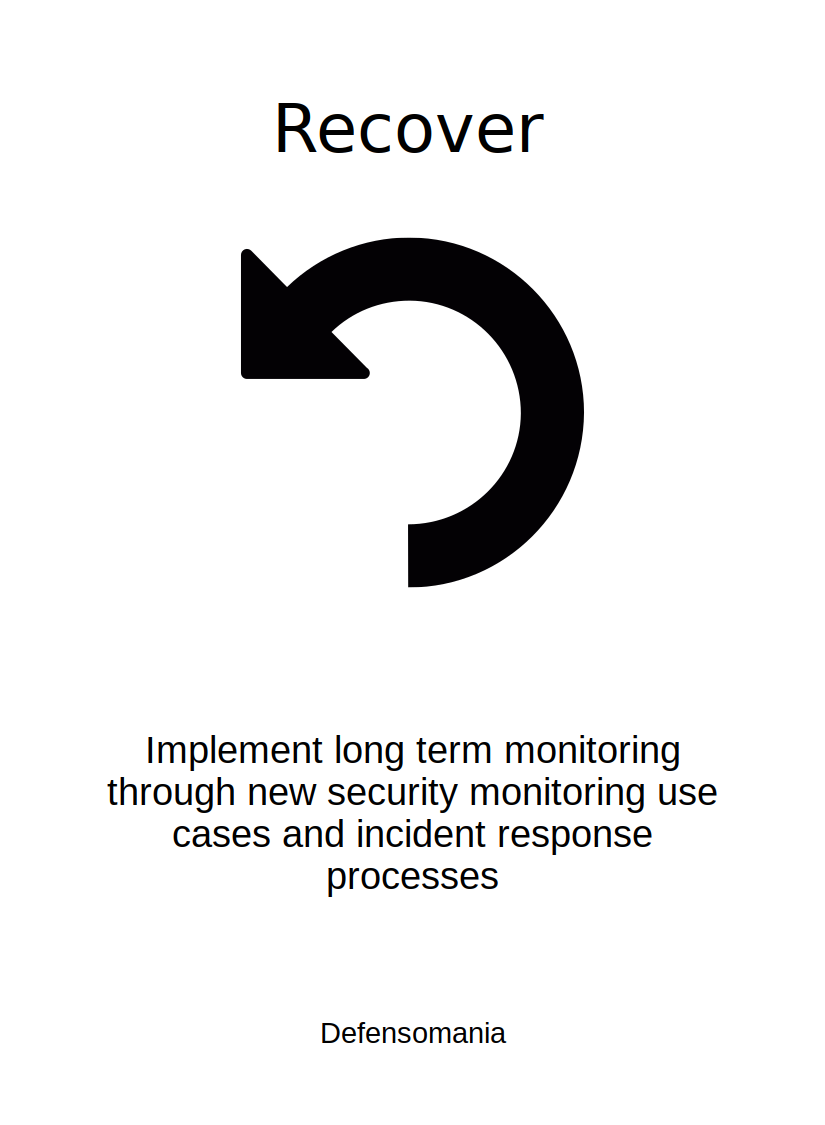 Recover
Implement long term monitoring
through new security monitoring use
cases and incident response
processes
Defensomania